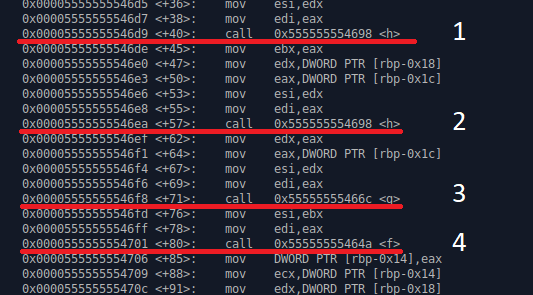 0x00005555555546d5 <+36>: mov esi,edx
0x00005555555546d7 <+38>: mov edi,eax
0x00005555555546d9 <+40>: call 0x555555554698 <h> 1
0x00005555555546de <+45>: mov ebx,eax
0x00005555555546e0 <+47>: mov edx,DWORD PTR [rbp-0x18]
0x00005555555546e3 <+50>: mov eax,DWORD PTR [rbp-0x1c]
0x00005555555546e6 <+53>: mov esi,edx
0x00005555555546e8 <+55>: mov edi,eax
0x00005555555546ea <+57>: call 0x555555554698 <h> 2
0x00005555555546ef <+62>: mov edx,eax
0x00005555555546f1 <+64>: mov eax,DWORD PTR [rbp-0x1c]
0x00005555555546f4 <+67>: mov esi,edx
0x00005555555546f6 <+69>: mov edi,eax
0x00005555555546f8 <+71>: call 0x55555555466c <g> 3
0x00005555555546fd <+76>: mov esi,ebx
0x00005555555546ff <+78>: mov edi,eax
0x0000555555554701 <+80>: call 0x55555555464a <f> 4
0x0000555555554706 <+85>: mov DWORD PTR [rbp-0x14],eax
0x0000555555554709 <+88>: mov ecx,DWORD PTR [rbp-0x14]
0x000055555555470c <+91>: mov edx,DWORD PTR [rbp-0x18]